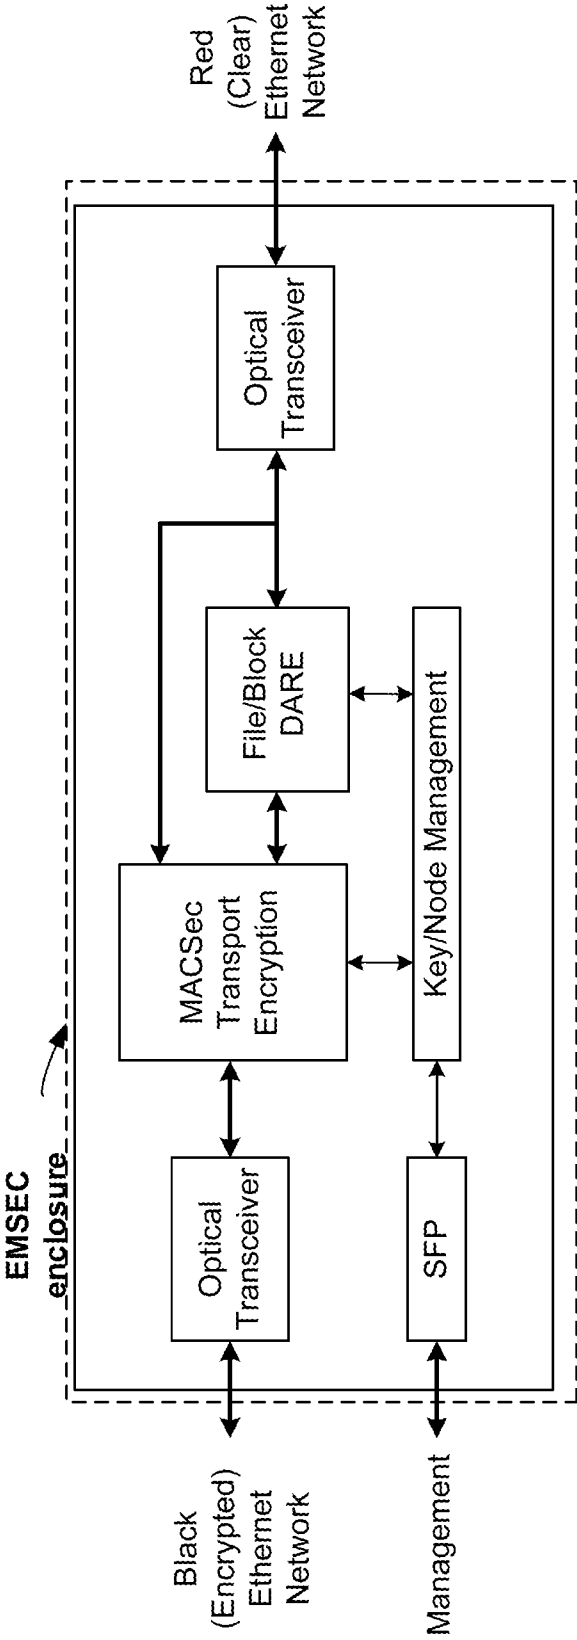 EMSEC
enclosure
Black
(Encrypted)
Ethernet
Network
Optical
Transceiver
MACSec
Transport
Encryption
File/Block
DARE
Optical
Transceiver
Red
(Clear)
Ethernet
Network
Management
SFP
Key/Node Management